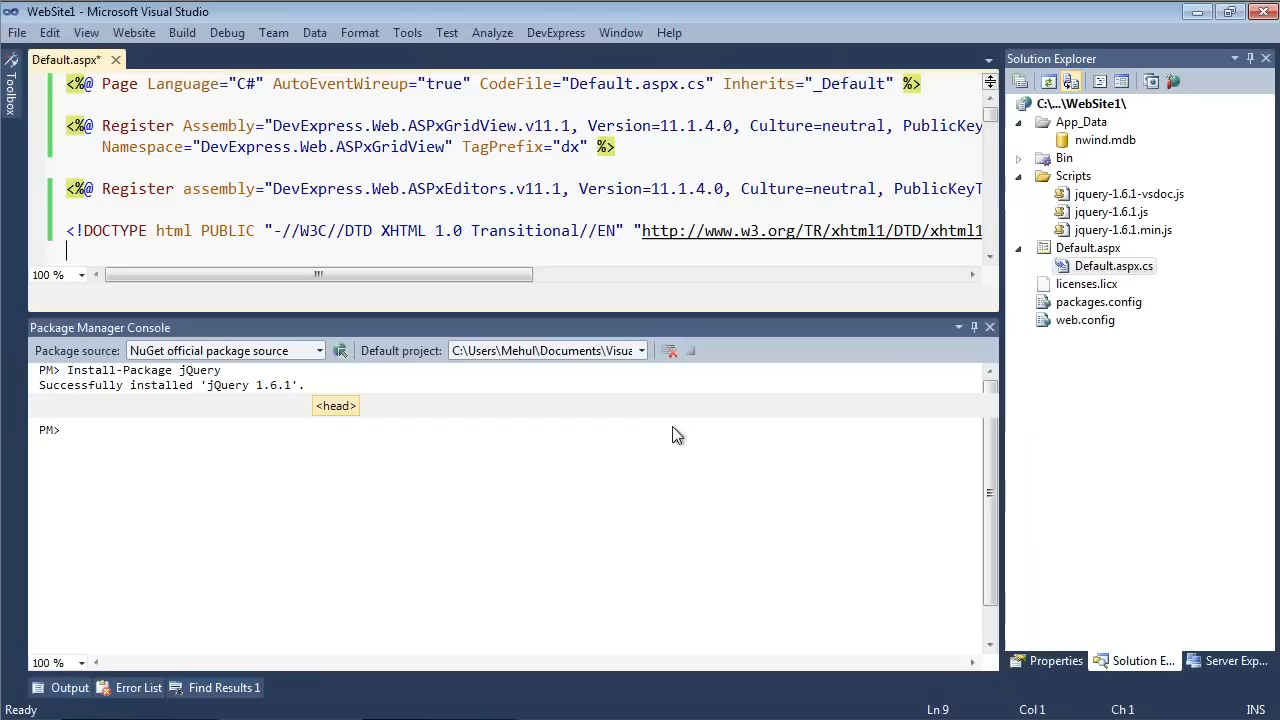 WebSite1 - Microsoft Visual Studio
File Edit View Website Build Debug Team Data Format Tools Test Analyze DevExpress Window Help
Toolbox
Default.aspx*
<%@ Page Language="C#" AutoEventWireup="true" CodeFile="Default.aspx.cs" Inherits="_Default" %>
<%@ Register Assembly="DevExpress.Web.ASPxGridView.v11.1, Version=11.1.4.0, Culture=neutral, PublicKey
Namespace="DevExpress.Web.ASPxGridView" TagPrefix="dx" %>
<%@ Register assembly="DevExpress.Web.ASPxEditors.v11.1, Version=11.1.4.0, Culture=neutral, PublicKeyT
<!DOCTYPE html PUBLIC "-//W3C//DTD XHTML 1.0 Transitional//EN" "http://www.w3.org/TR/xhtml1/DTD/xhtml1
100 %
Package Manager Console
Package source: NuGet official package source Default project: C:\Users\Mehul\Documents\Visua
PM> Install-Package jQuery
Successfully installed 'jQuery 1.6.1'.
<head>
PM>
100 %
Output Error List Find Results 1
Solution Explorer
C:\...\WebSite1\
App_Data
nwind.mdb
Bin
Scripts
jquery-1.6.1-vsdoc.js
jquery-1.6.1.js
jquery-1.6.1.min.js
Default.aspx
Default.aspx.cs
licenses.licx
packages.config
web.config
Properties Solution E... Server Exp...
Ready Ln 9 Col 1 Ch 1 INS